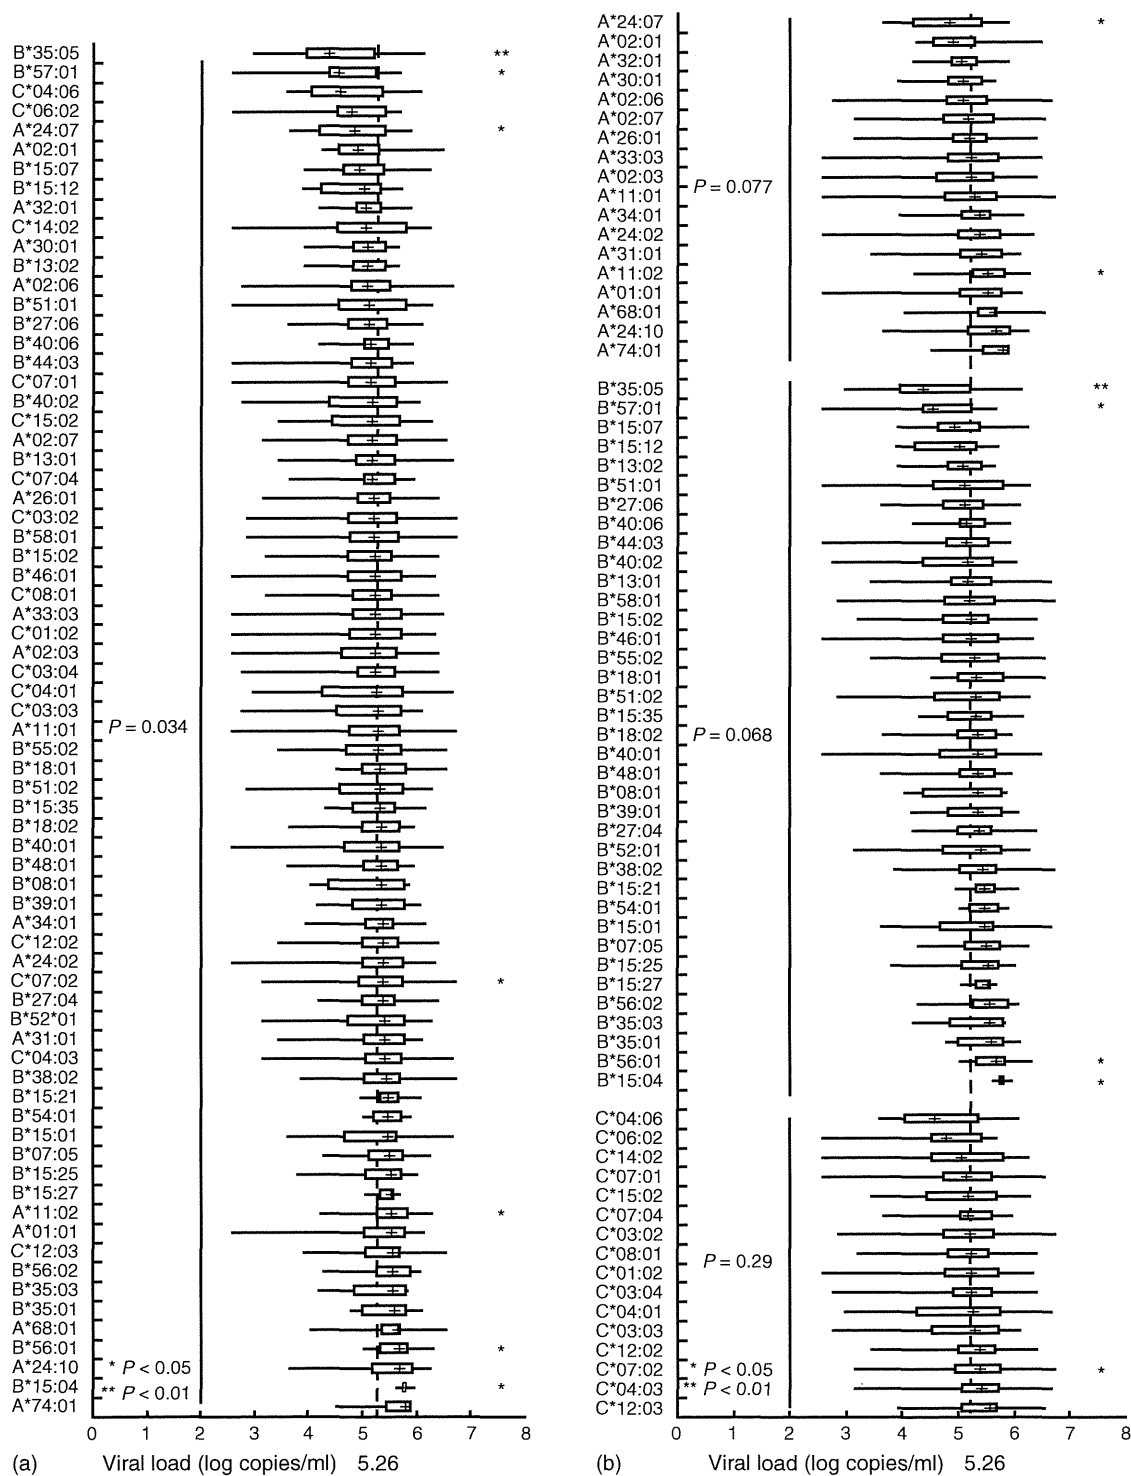 B*35:05 **
B*57:01 *
C*04:06
C*06:02
A*24:07 *
A*02:01
B*15:07
B*15:12
A*32:01
C*14:02
A*30:01
B*13:02
A*02:06
B*51:01
B*27:06
B*40:06
B*44:03
C*07:01
B*40:02
C*15:02
A*02:07
B*13:01
C*07:04
A*26:01
C*03:02
B*58:01
B*15:02
B*46:01
C*08:01
A*33:03
C*01:02
A*02:03
C*03:04
C*04:01
C*03:03
A*11:01
P = 0.034
B*55:02
B*18:01
B*51:02
B*15:35
B*18:02
B*40:01
B*48:01
B*08:01
B*39:01
A*34:01
C*12:02
A*24:02
C*07:02 *
B*27:04
B*52*01
A*31:01
C*04:03
B*38:02
B*15:21
B*54:01
B*15:01
B*07:05
B*15:25
B*15:27
A*11:02 *
A*01:01
C*12:03
B*56:02
B*35:03
B*35:01
A*68:01
B*56:01 *
A*24:10
* P < 0.05
B*15:04 *
** P < 0.01
A*74:01
0 1 2 3 4 5 6 7 8
(a) Viral load (log copies/ml) 5.26
A*24:07 *
A*02:01
A*32:01
A*30:01
A*02:06
A*02:07
A*26:01
A*33:03
A*02:03
P = 0.077
A*11:01
A*34:01
A*24:02
A*31:01
A*11:02 *
A*01:01
A*68:01
A*24:10
A*74:01
B*35:05 **
B*57:01 *
B*15:07
B*15:12
B*13:02
B*51:01
B*27:06
B*40:06
B*44:03
B*40:02
B*13:01
B*58:01
B*15:02
B*46:01
B*55:02
B*18:01
B*51:02
B*15:35
B*18:02
P = 0.068
B*40:01
B*48:01
B*08:01
B*39:01
B*27:04
B*52:01
B*38:02
B*15:21
B*54:01
B*15:01
B*07:05
B*15:25
B*15:27
B*56:02
B*35:03
B*35:01
B*56:01 *
B*15:04 *
C*04:06
C*06:02
C*14:02
C*07:01
C*15:02
C*07:04
C*03:02
C*08:01
P = 0.29
C*01:02
C*03:04
C*04:01
C*03:03
C*12:02
C*07:02 * P < 0.05 *
C*04:03 ** P < 0.01
C*12:03
0 1 2 3 4 5 6 7 8
(b) Viral load (log copies/ml) 5.26